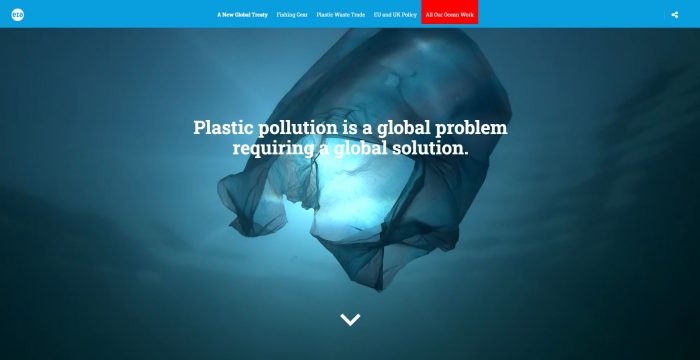 eia
A New Global Treaty
Fishing Gear
Plastic Waste Trade
EU and UK Policy
All Our Ocean Work
Plastic pollution is a global problem
requiring a global solution.